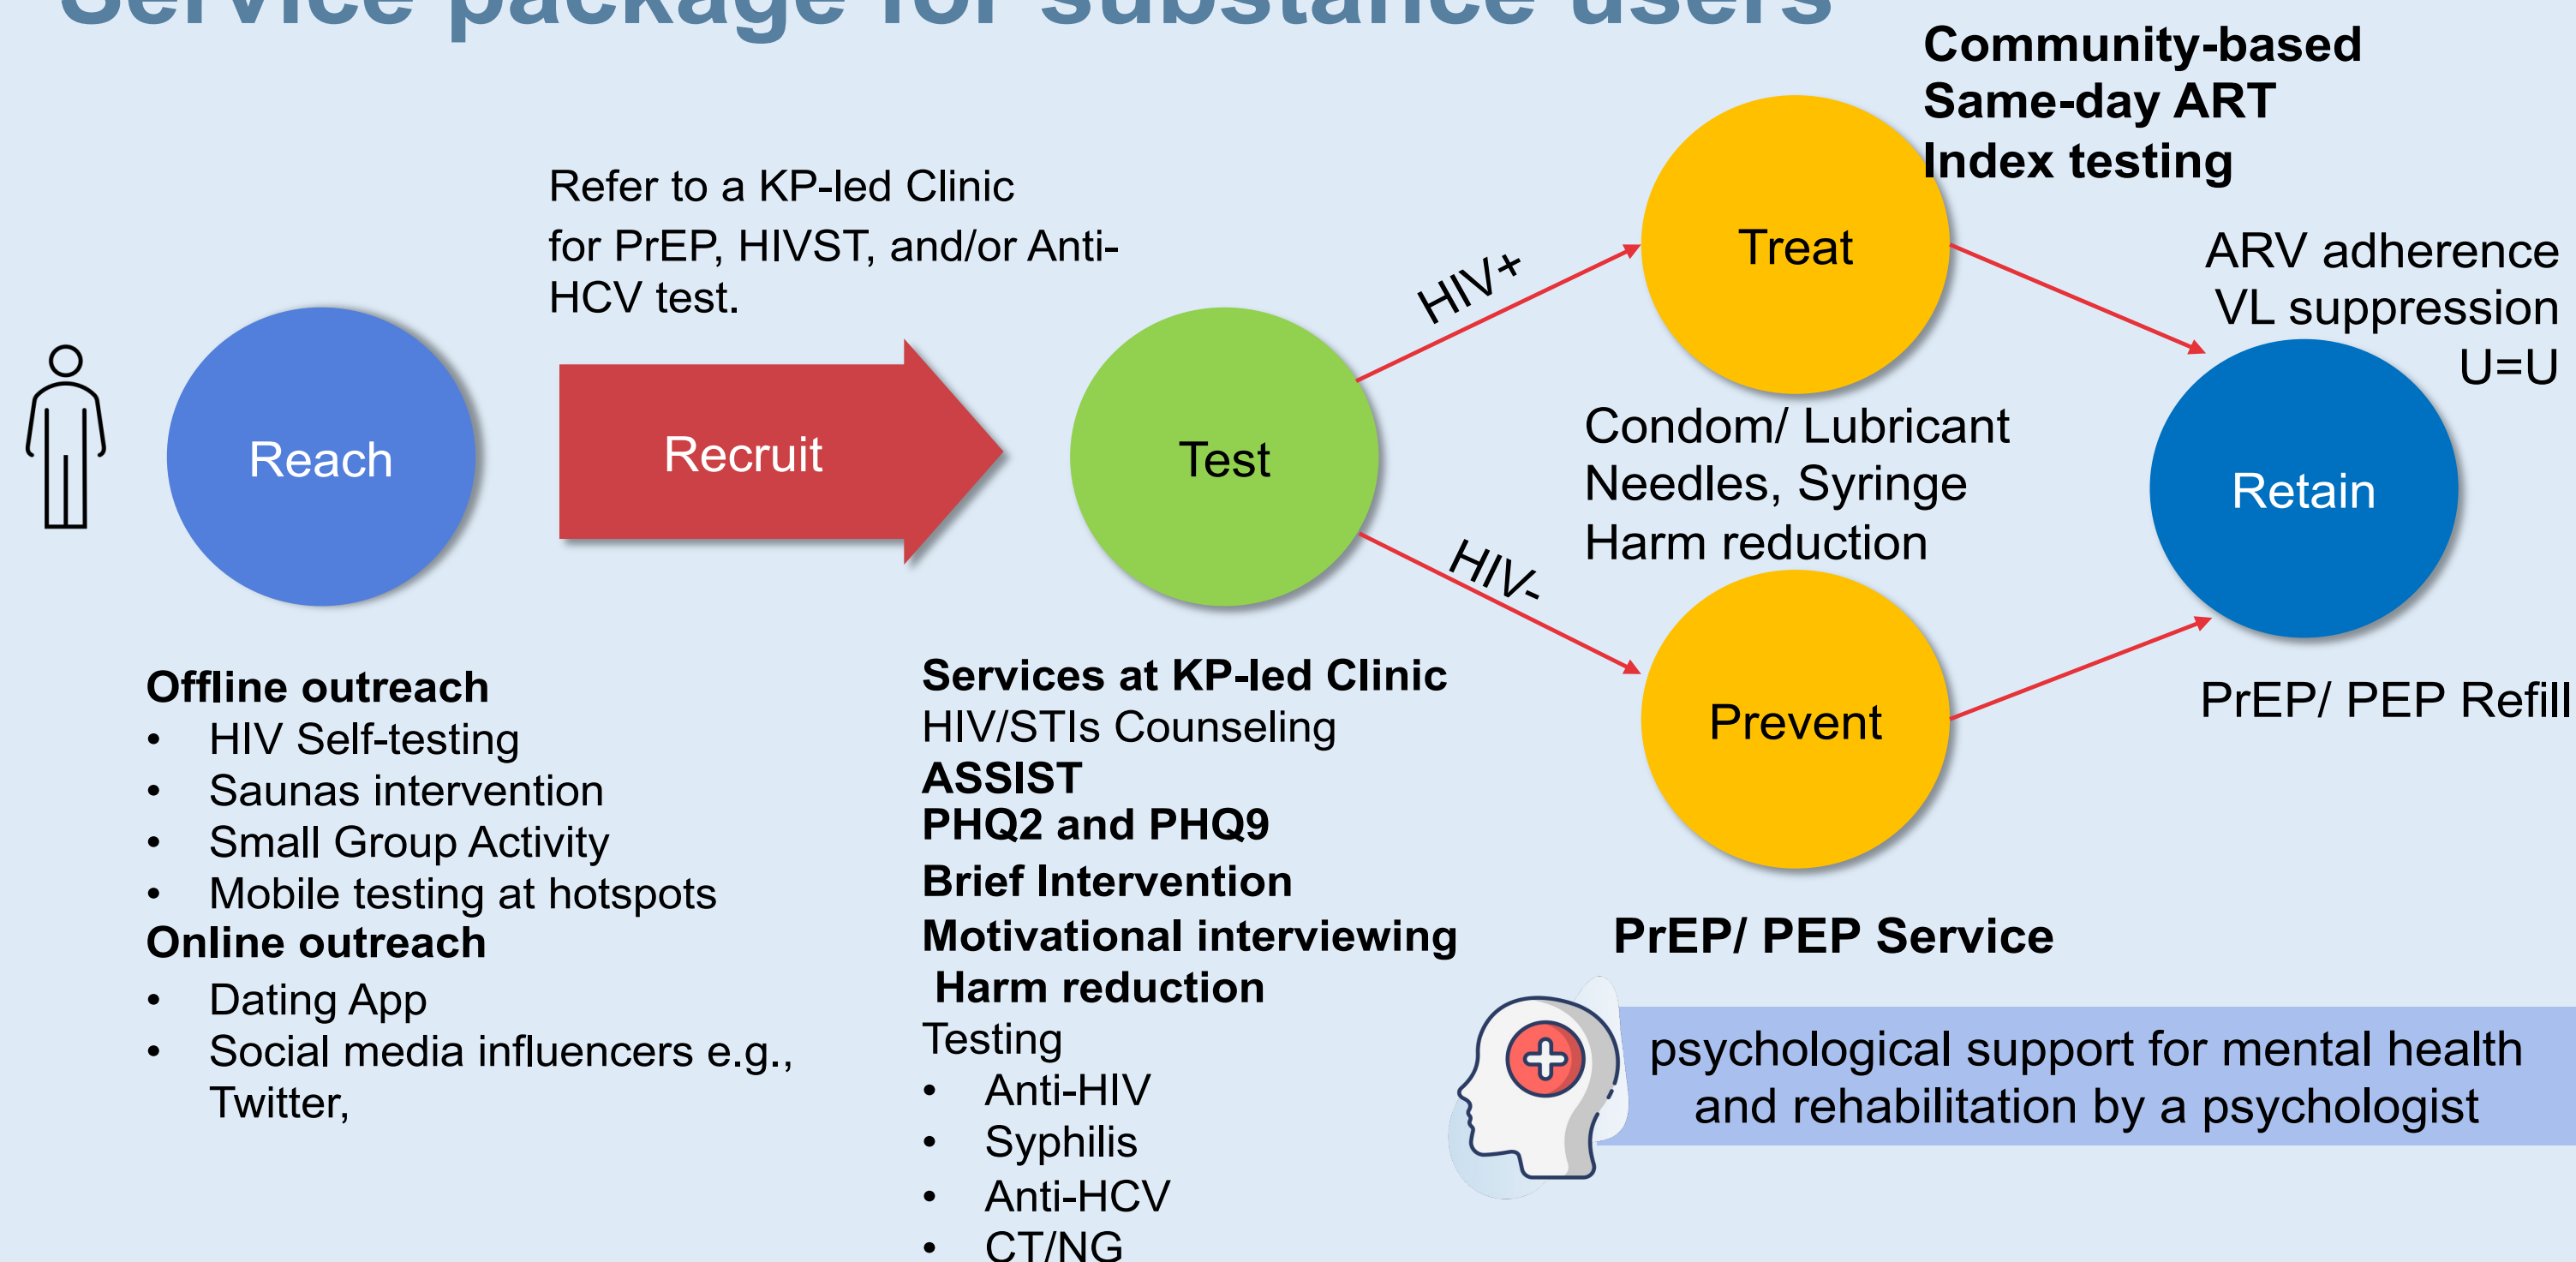 Service package for substance users
Community-based
Same-day ART
Index testing
Refer to a KP-led Clinic
for PrEP, HIVST, and/or Anti-
HCV test.
HIV+
Treat
ARV adherence
VL suppression
U=U
Reach
Recruit
Test
Condom/ Lubricant
Needles, Syringe
Harm reduction
Retain
HIV-
Prevent
PrEP/ PEP Refill
Offline outreach
• HIV Self-testing
• Saunas intervention
• Small Group Activity
• Mobile testing at hotspots
Online outreach
• Dating App
• Social media influencers e.g.,
Twitter,
Services at KP-led Clinic
HIV/STIs Counseling
ASSIST
PHQ2 and PHQ9
Brief Intervention
Motivational interviewing
Harm reduction
Testing
• Anti-HIV
• Syphilis
• Anti-HCV
• CT/NG
PrEP/ PEP Service
psychological support for mental health
and rehabilitation by a psychologist